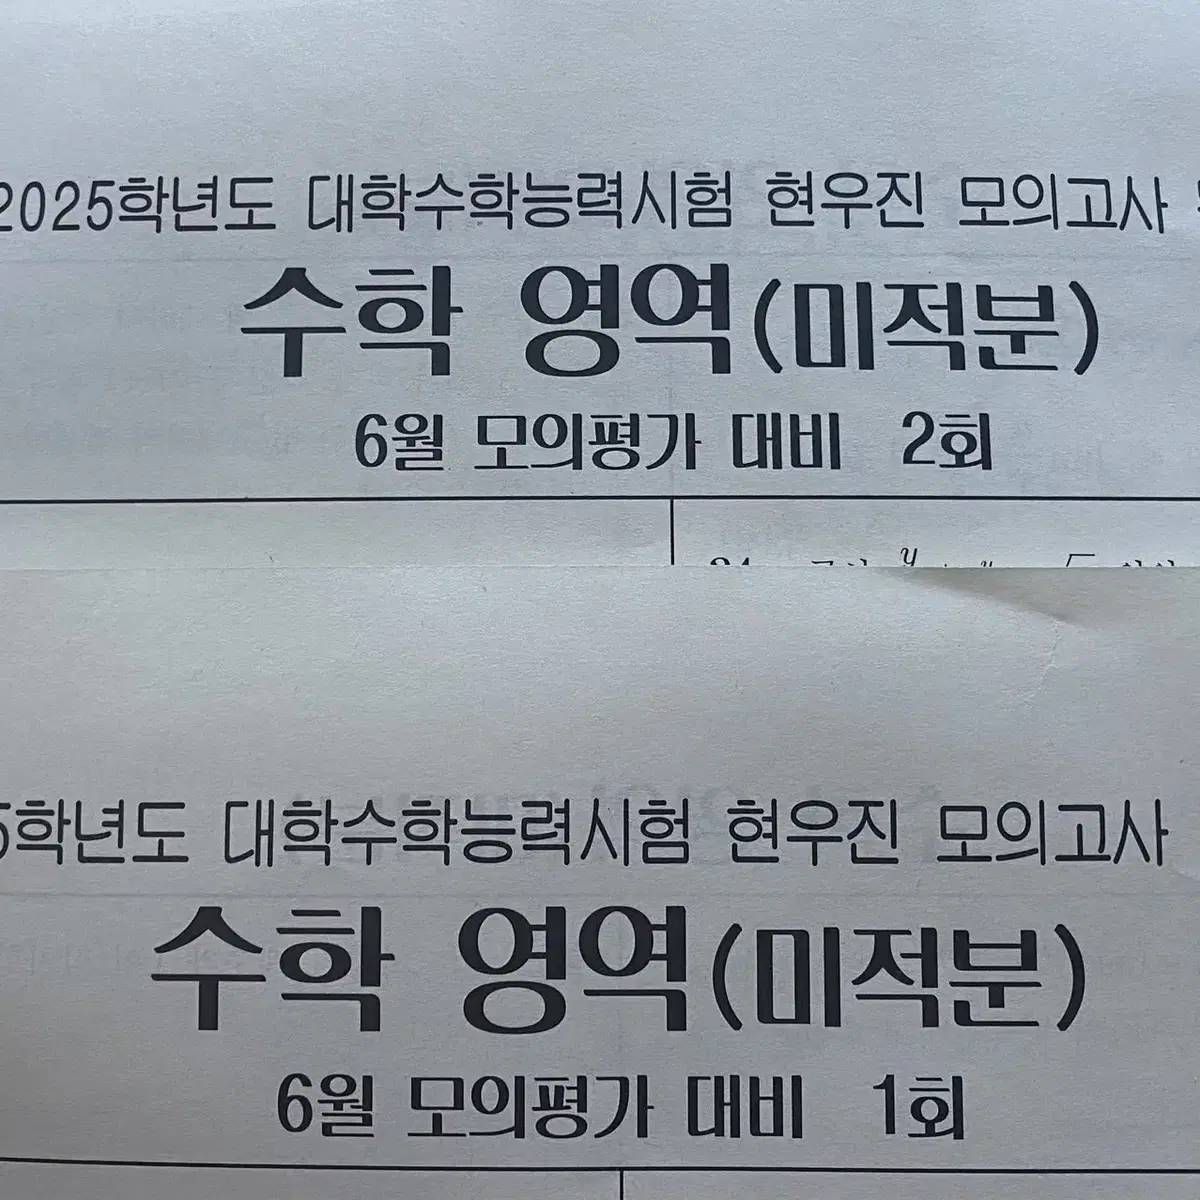 2025학년도 대학수학능력시험 현우진 모의고사
수학 영역(미적분)
6월 모의평가 대비 2회
5학년도 대학수학능력시험 현우진 모의고사
수학 영역(미적분)
6월 모의평가 대비 1회